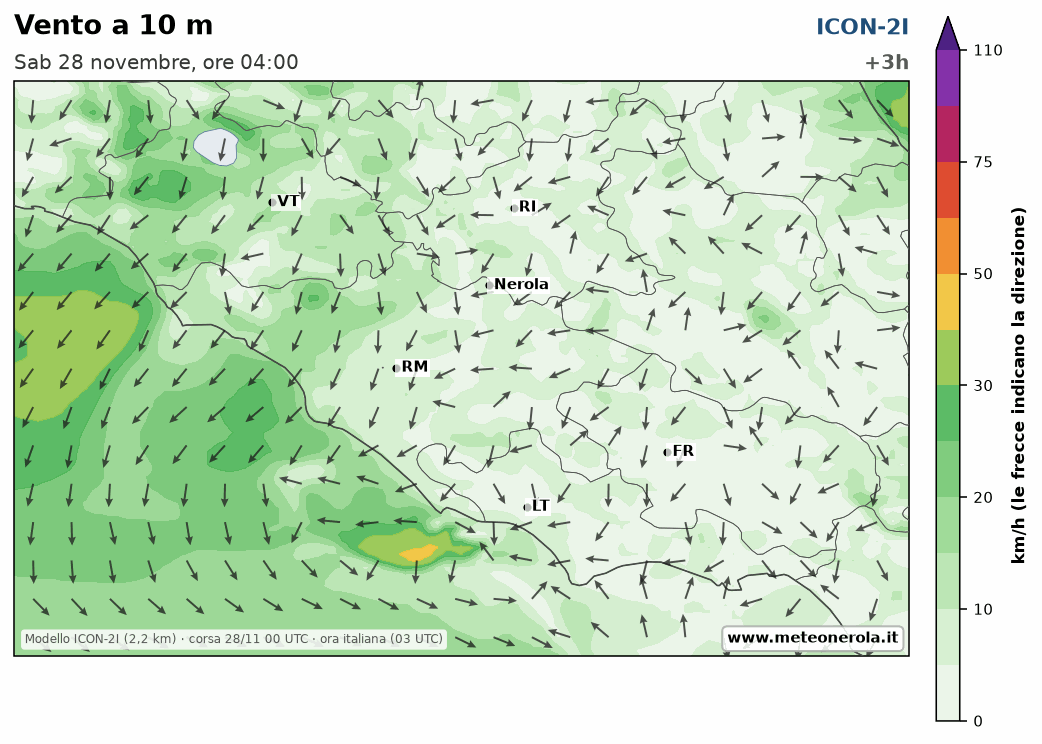 Vento a 10 m
ICON-2I
Sab 28 novembre, ore 04:00
+3h
VT
RI
Nerola
RM
FR
LT
Modello ICON-2I (2,2 km) · corsa 28/11 00 UTC · ora italiana (03 UTC)
www.meteonerola.it
110
75
50
30
20
10
0
km/h (le frecce indicano la direzione)